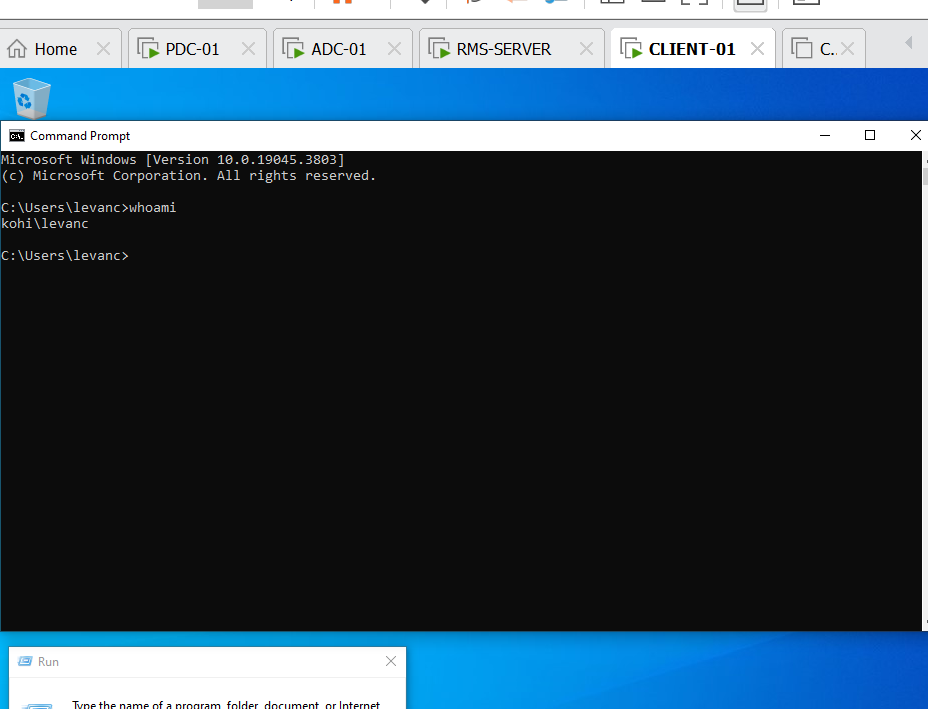 Home
PDC-01
ADC-01
RMS-SERVER
CLIENT-01
C..
Command Prompt
Microsoft Windows [Version 10.0.19045.3803]
(c) Microsoft Corporation. All rights reserved.
C:\Users\levanc>whoami
kohi\levanc
C:\Users\levanc>
Run
Type the name of a program, folder, document, or Internet